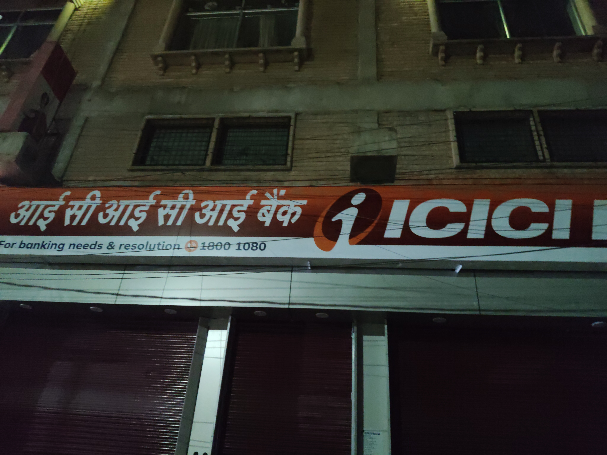 आई सी आई सी आई बैंक ICICI
For banking needs & resolution 1800 1080